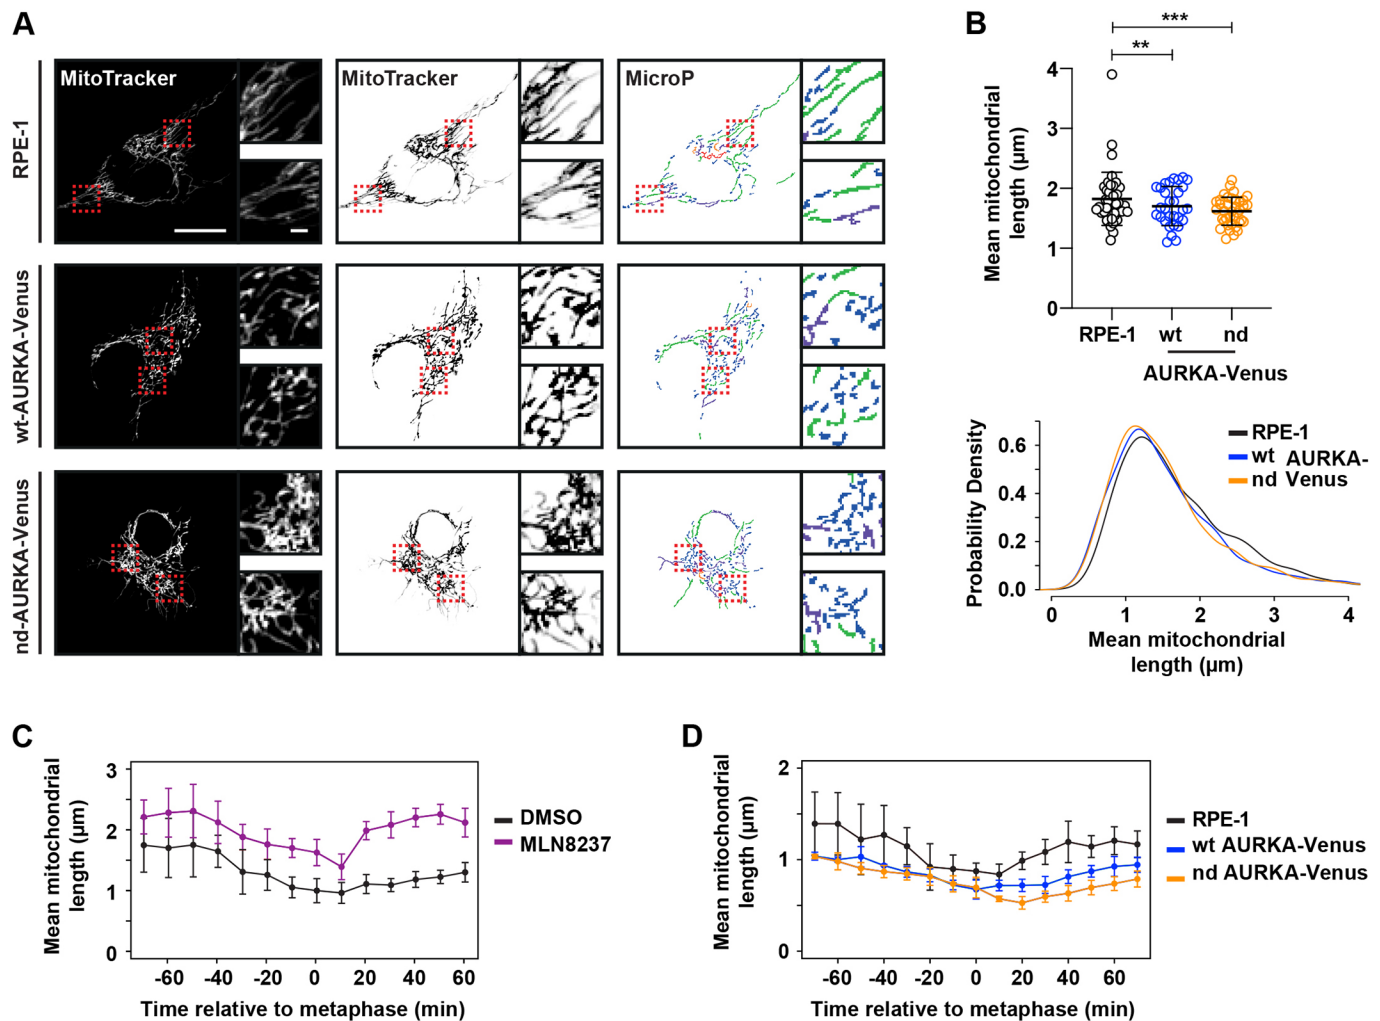 A
RPE-1
MitoTracker
MitoTracker
MicroP
wt-AURKA-Venus
nd-AURKA-Venus
B
***
**
Mean mitochondrial
length (µm)
4
3
2
1
0
RPE-1 wt nd
AURKA-Venus
Probability Density
0.6
0.4
0.2
0.0
RPE-1
wt AURKA-
nd Venus
0 1 2 3 4
Mean mitochondrial
length (µm)
C
Mean mitochondrial
length (µm)
3
2
1
0
DMSO
MLN8237
-60 -40 -20 0 20 40 60
Time relative to metaphase (min)
D
Mean mitochondrial
length (µm)
2
1
0
RPE-1
wt AURKA-Venus
nd AURKA-Venus
-60 -40 -20 0 20 40 60
Time relative to metaphase (min)